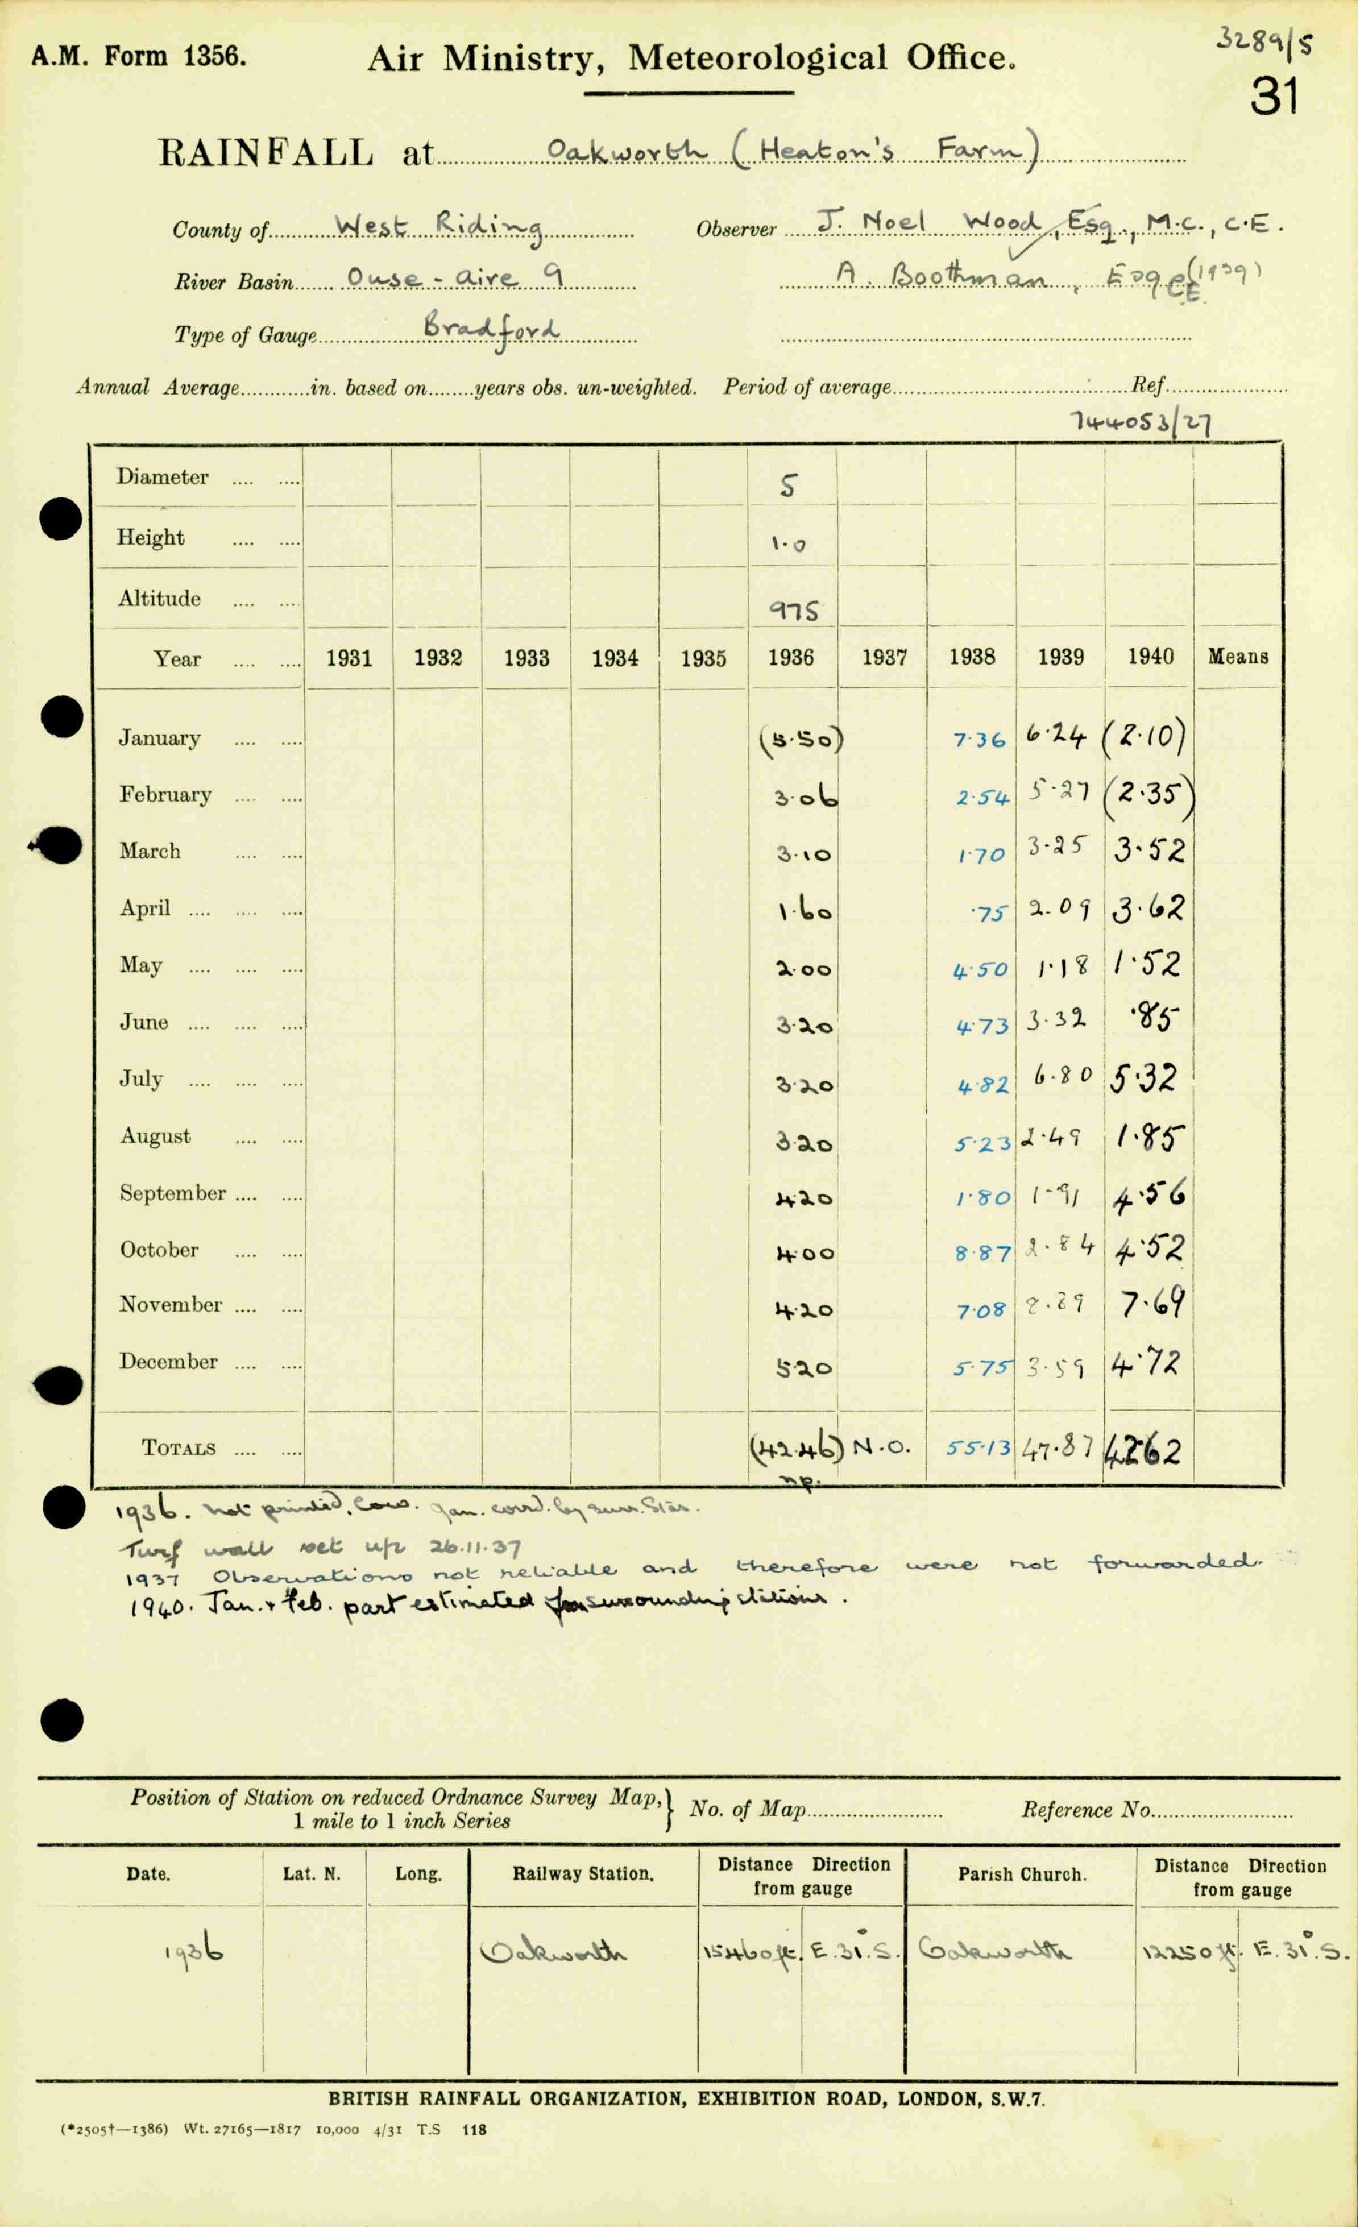 3289/5
A.M. Form 1356. Air Ministry, Meteorological Office.
31
RAINFALL at Oakworth (Heaton's Farm)
County of West Riding Observer J. Noel Wood, Esq., M.C., C.E.
River Basin Ouse - Aire 9 A. Boothman, Esq CE (1939)
Type of Gauge Bradford
Annual Average in. based on years obs. un-weighted. Period of average Ref
744053/27
Diameter 5
Height 1.0
Altitude 975
Year 1931 1932 1933 1934 1935 1936 1937 1938 1939 1940 Means
January (5.50) 7.36 6.24 (2.10)
February 3.06 2.54 5.27 (2.35)
March 3.10 1.70 3.25 3.52
April 1.60 .75 2.09 3.62
May 2.00 4.50 1.18 1.52
June 3.20 4.73 3.32 .85
July 3.20 4.82 6.80 5.32
August 3.20 5.23 2.49 1.85
September 4.20 1.80 1.91 4.56
October 4.00 8.87 2.84 4.52
November 4.20 7.08 8.89 7.69
December 5.20 5.75 3.59 4.72
TOTALS (42.46) N.O. 55.13 47.87 42.62
np.
1936. Not printed, low. Jan. corrd. by surr. Stas.
Turf wall set up 26.11.37
1937 Observations not reliable and therefore were not forwarded.
1940. Jan. + Feb. part estimated from surrounding stations.
Position of Station on reduced Ordnance Survey Map,} No. of Map Reference No.
1 mile to 1 inch Series
Date. Lat. N. Long. Railway Station. Distance Direction from gauge Parish Church. Distance Direction from gauge
1936 Oakworth 15460 ft. E. 31° S. Oakworth 12250 ft. E. 31° S.
BRITISH RAINFALL ORGANIZATION, EXHIBITION ROAD, LONDON, S.W.7.
(*2505†—1386) Wt. 27165—1817 10,000 4/31 T.S 118